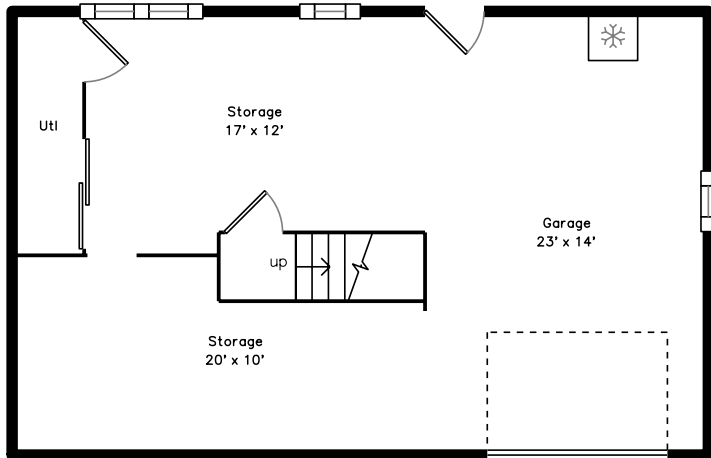 Storage
17' x 12'
Utl
Garage
23' x 14'
up
Storage
20' x 10'